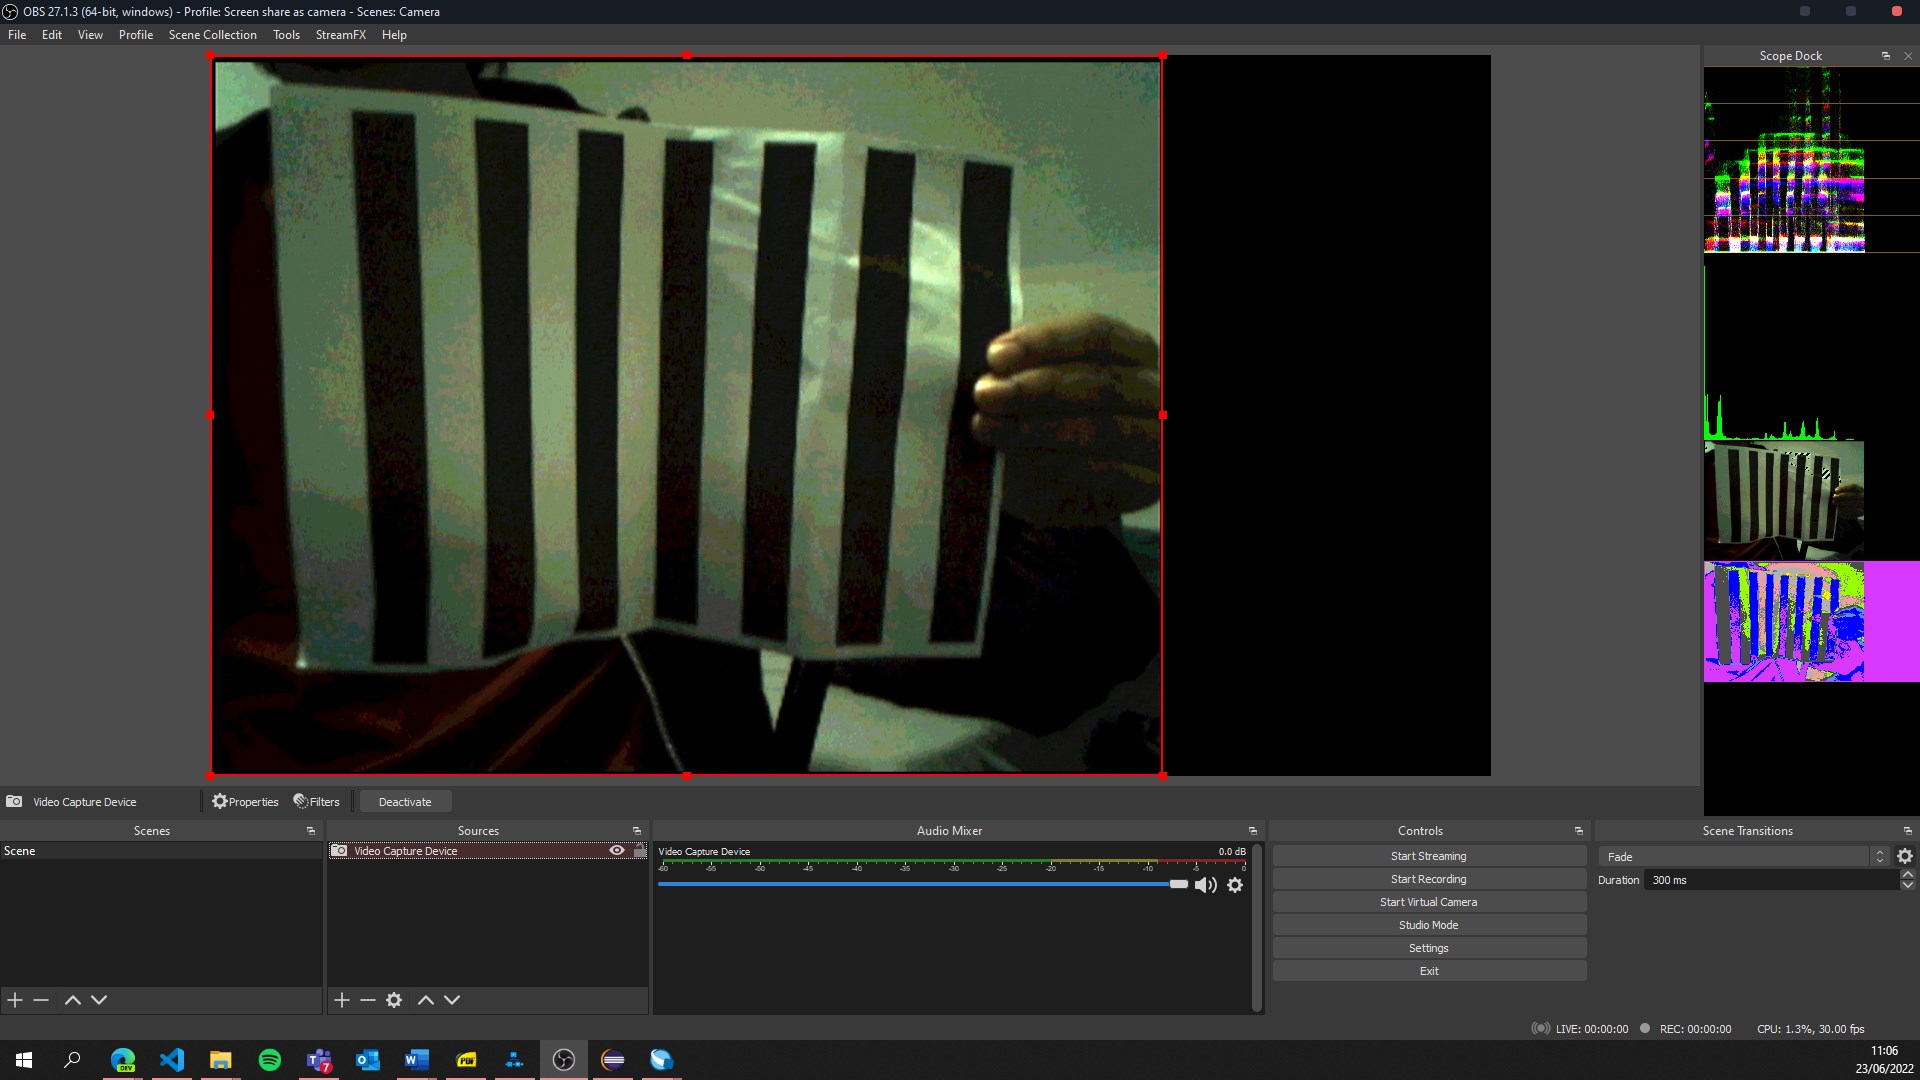 OBS 27.1.3 (64-bit, windows) - Profile: Screen share as camera - Scenes: Camera
File Edit View Profile Scene Collection Tools StreamFX Help
Scope Dock
Video Capture Device Properties Filters Deactivate
Scenes
Scene
Sources
Video Capture Device
Audio Mixer
Video Capture Device 0.0 dB
-60 -55 -50 -45 -40 -35 -30 -25 -20 -15 -10 -5 0
Controls
Start Streaming
Start Recording
Start Virtual Camera
Studio Mode
Settings
Exit
Scene Transitions
Fade
Duration 300 ms
LIVE: 00:00:00 REC: 00:00:00 CPU: 1.3%, 30.00 fps
DEV
T
7
O
W
PDF
11:06
23/06/2022